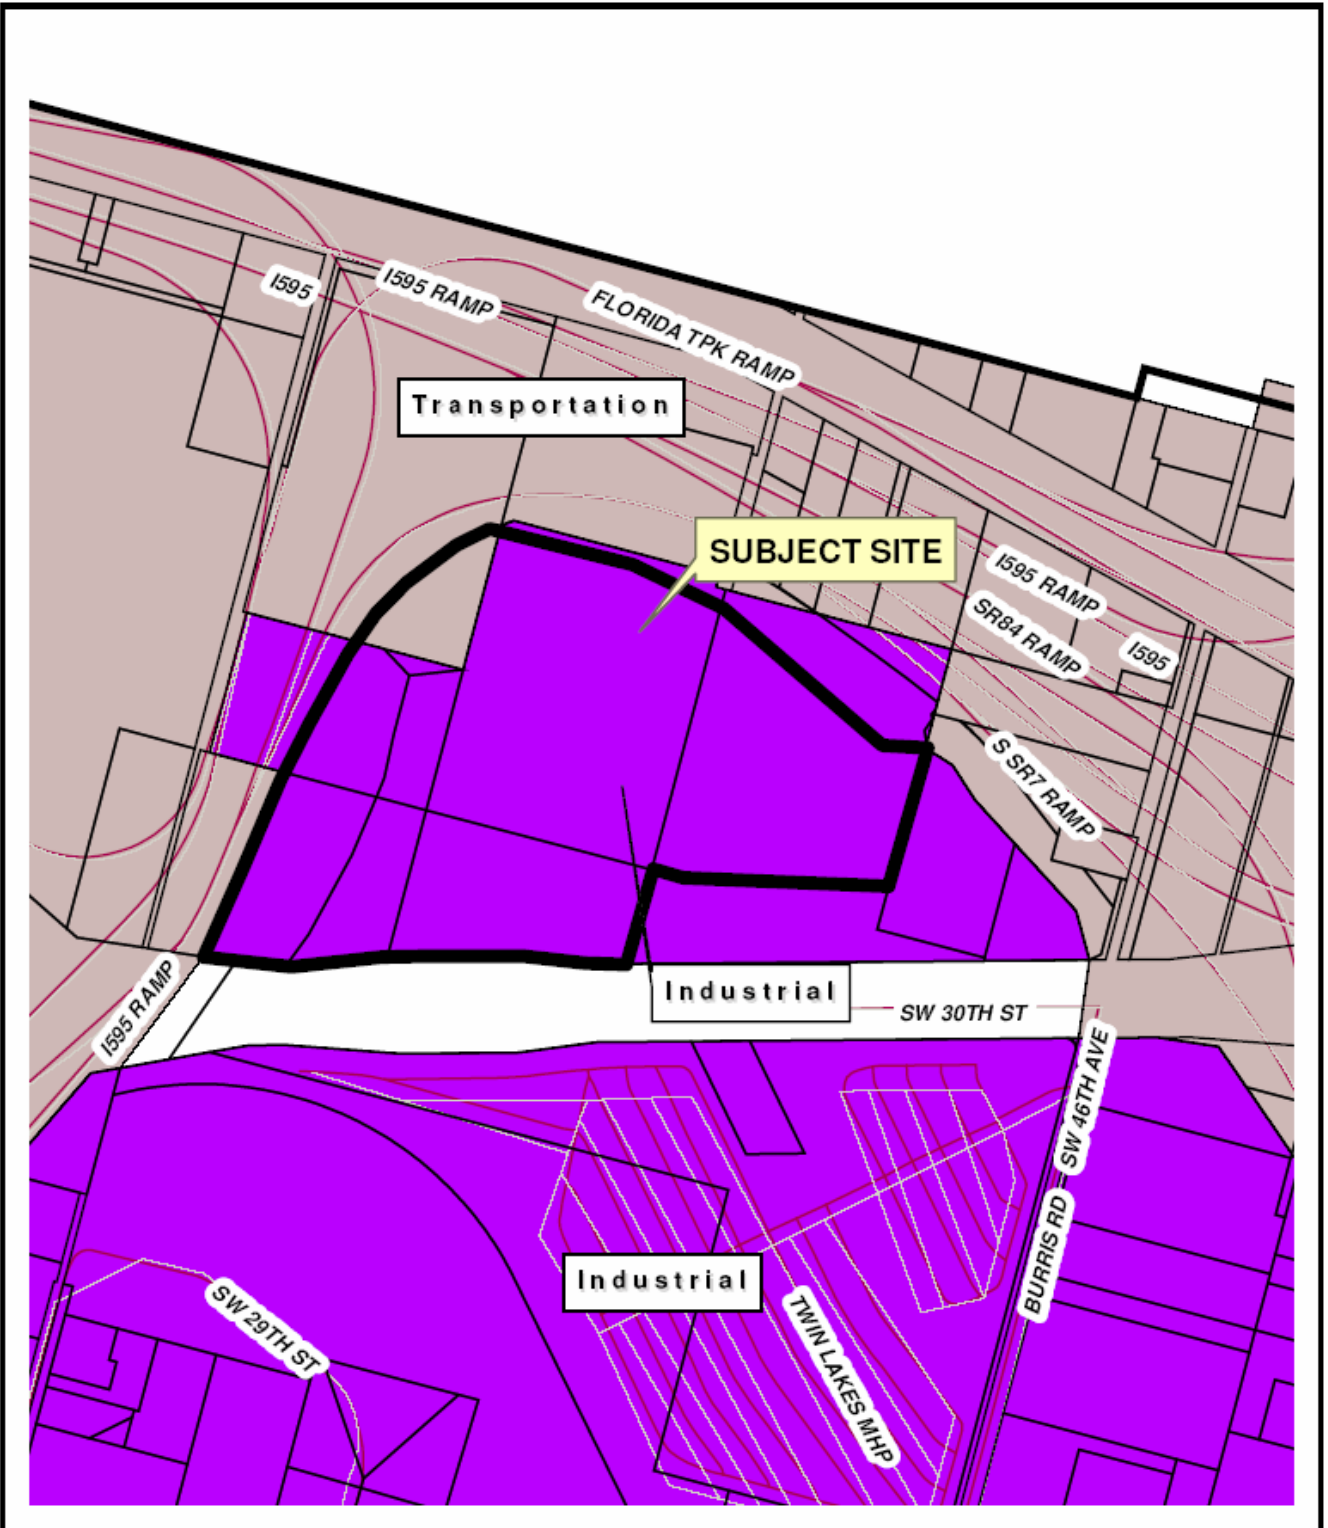 I595
I595 RAMP
FLORIDA TPK RAMP
Transportation
SUBJECT SITE
I595 RAMP
SR84 RAMP
I595
S SR7 RAMP
I595 RAMP
Industrial
SW 30TH ST
SW 46TH AVE
BURRIS RD
Industrial
SW 29TH ST
TWIN LAKES MHP